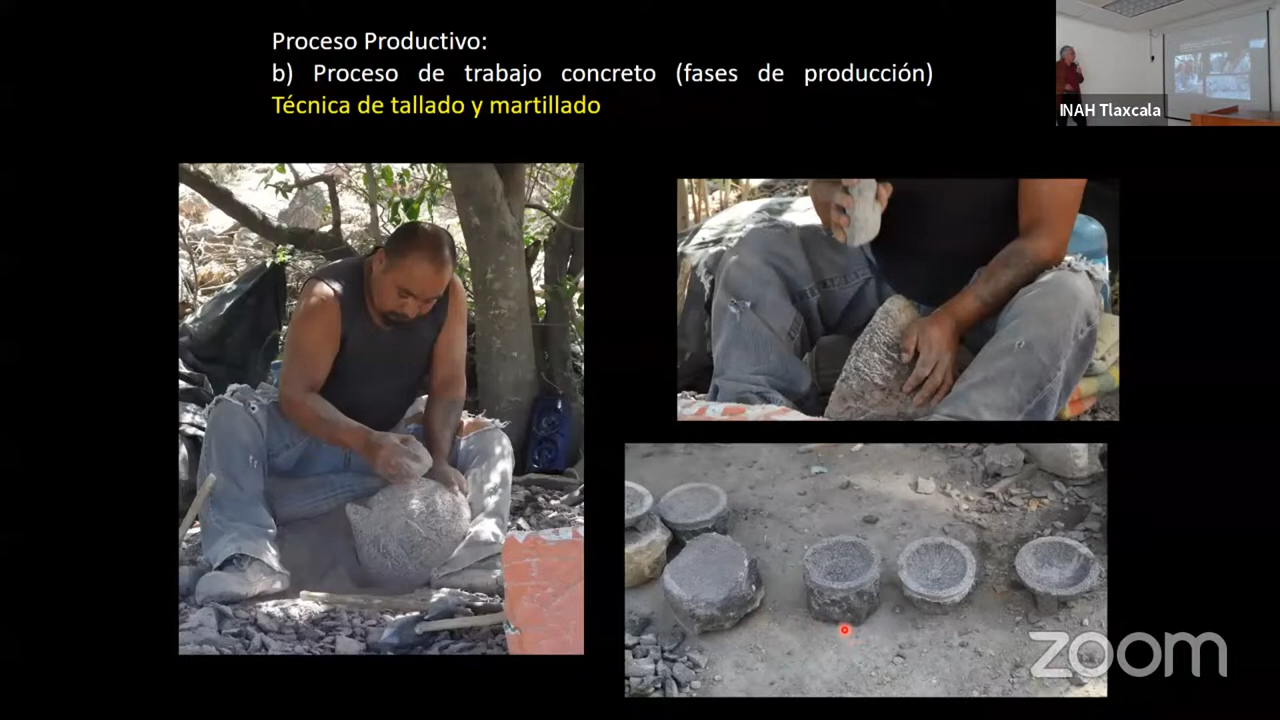 Proceso Productivo:
b) Proceso de trabajo concreto (fases de producción)
Técnica de tallado y martillado
INAH Tlaxcala
zoom